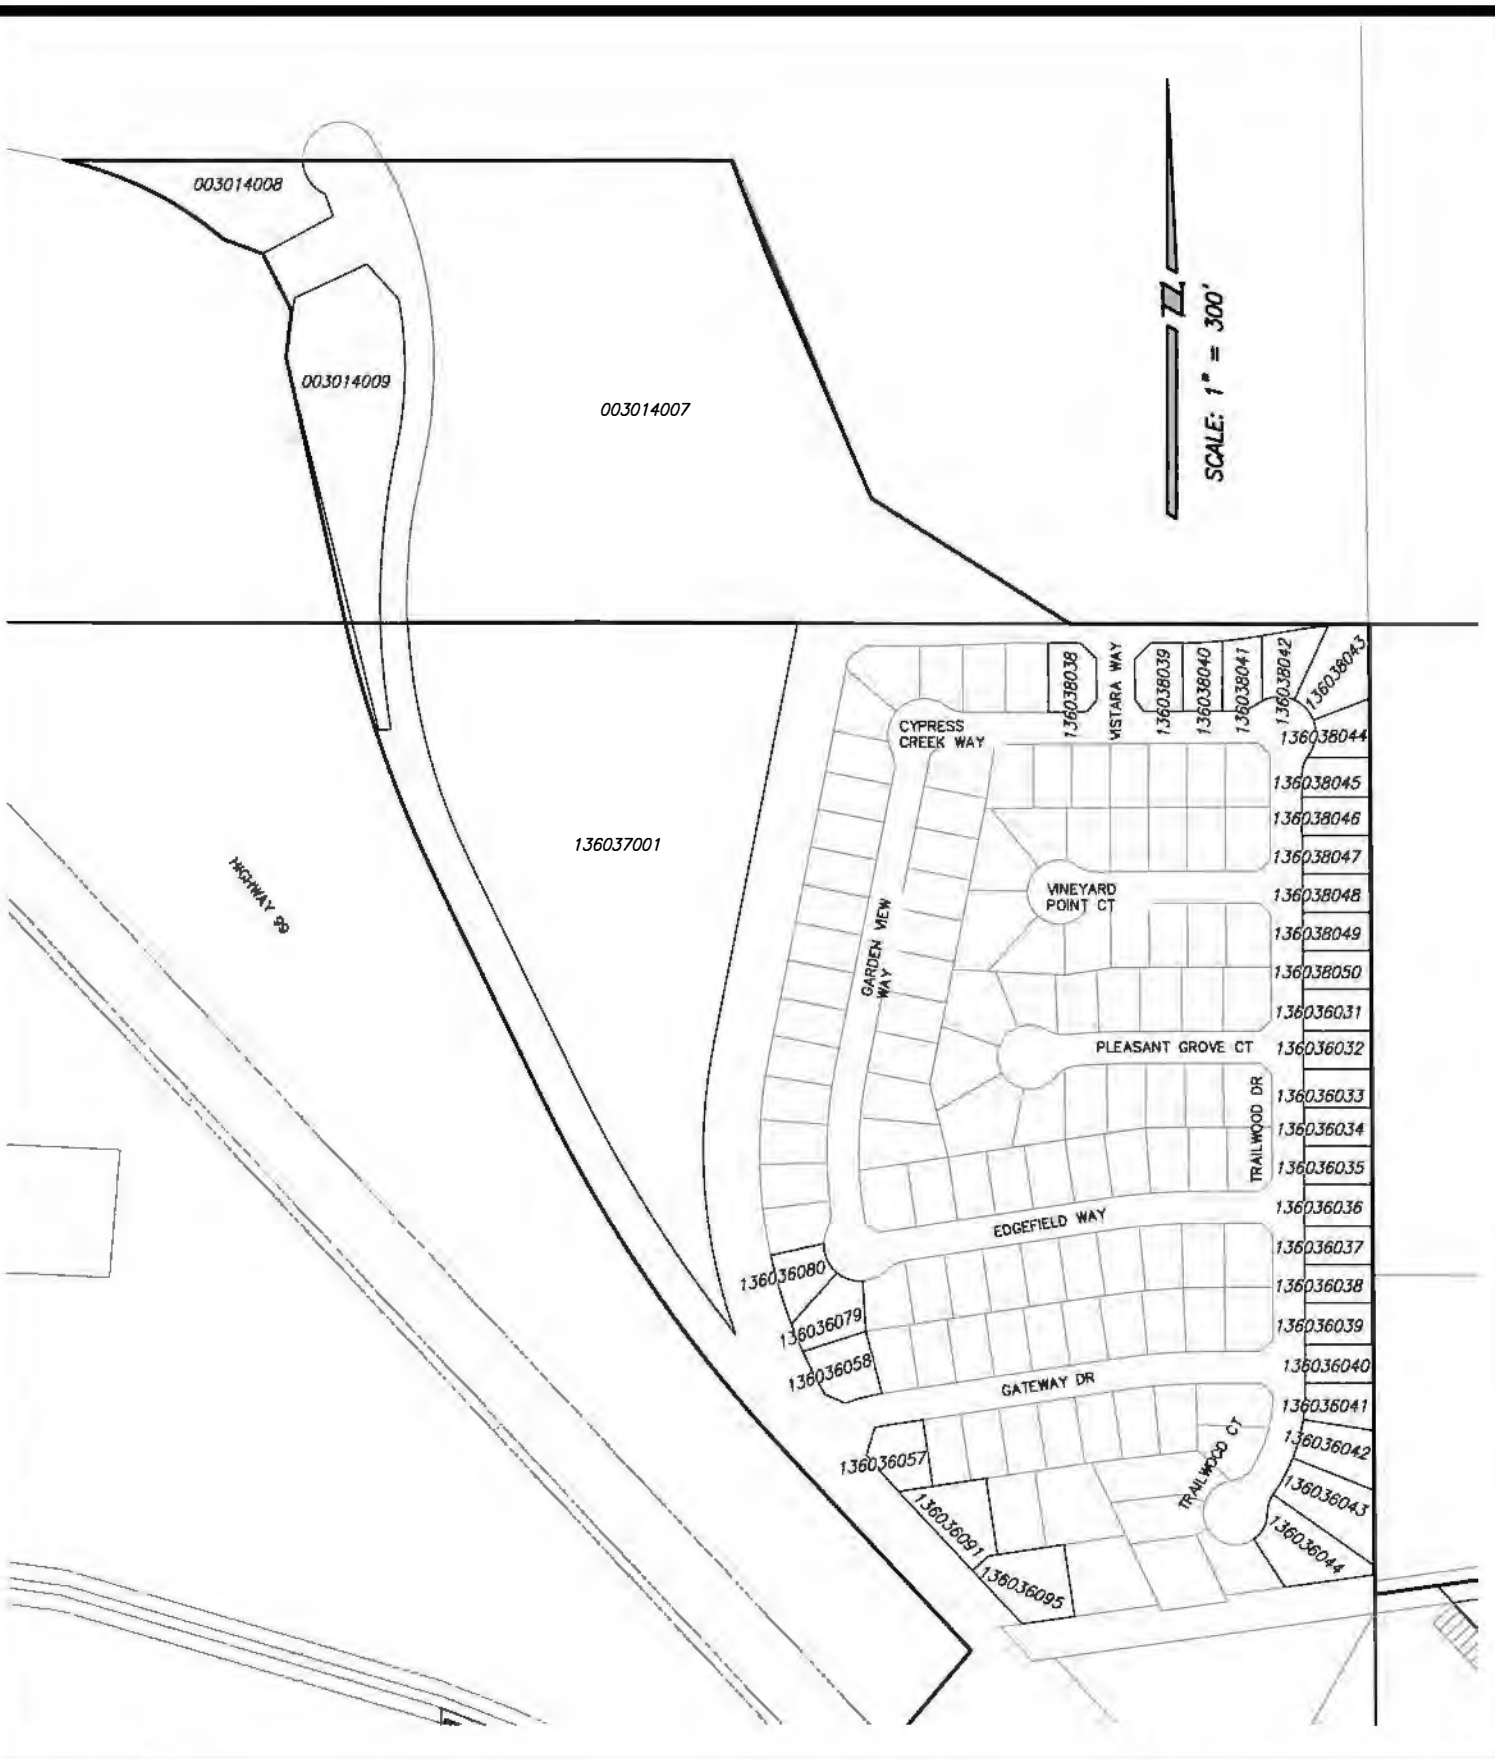 003014008
003014009
003014007
N
SCALE: 1" = 300'
136038038
VISTARA WAY
136038039
136038040
136038041
136038042
136038043
CYPRESS
CREEK WAY
136038044
136038045
136038046
136038047
136037001
HIGHWAY 99
VINEYARD
POINT CT
136038048
GARDEN VIEW
WAY
136038049
136038050
136036031
PLEASANT GROVE CT
136036032
TRAILWOOD DR
136036033
136036034
136036035
136036036
EDGEFIELD WAY
136036037
136036080
136036038
136036079
136036039
136036058
136036040
GATEWAY DR
136036041
136036057
TRAILWOOD CT
136036042
136036043
136036091
136036044
136036095